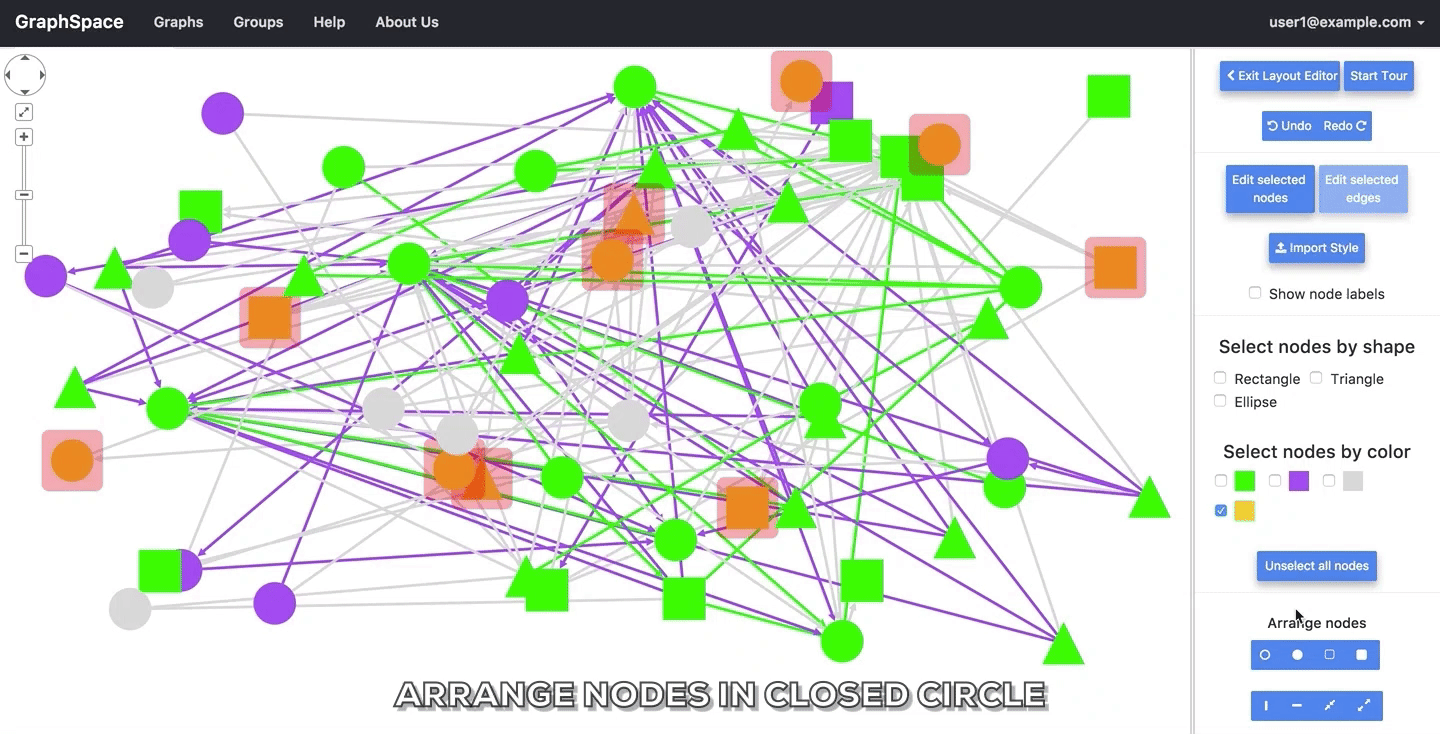 GraphSpace Graphs Groups Help About Us user1@example.com
Exit Layout Editor Start Tour
Undo Redo
Edit selected nodes
Edit selected edges
Import Style
Show node labels
Select nodes by shape
Rectangle Triangle
Ellipse
Select nodes by color
Unselect all nodes
Arrange nodes
ARRANGE NODES IN CLOSED CIRCLE